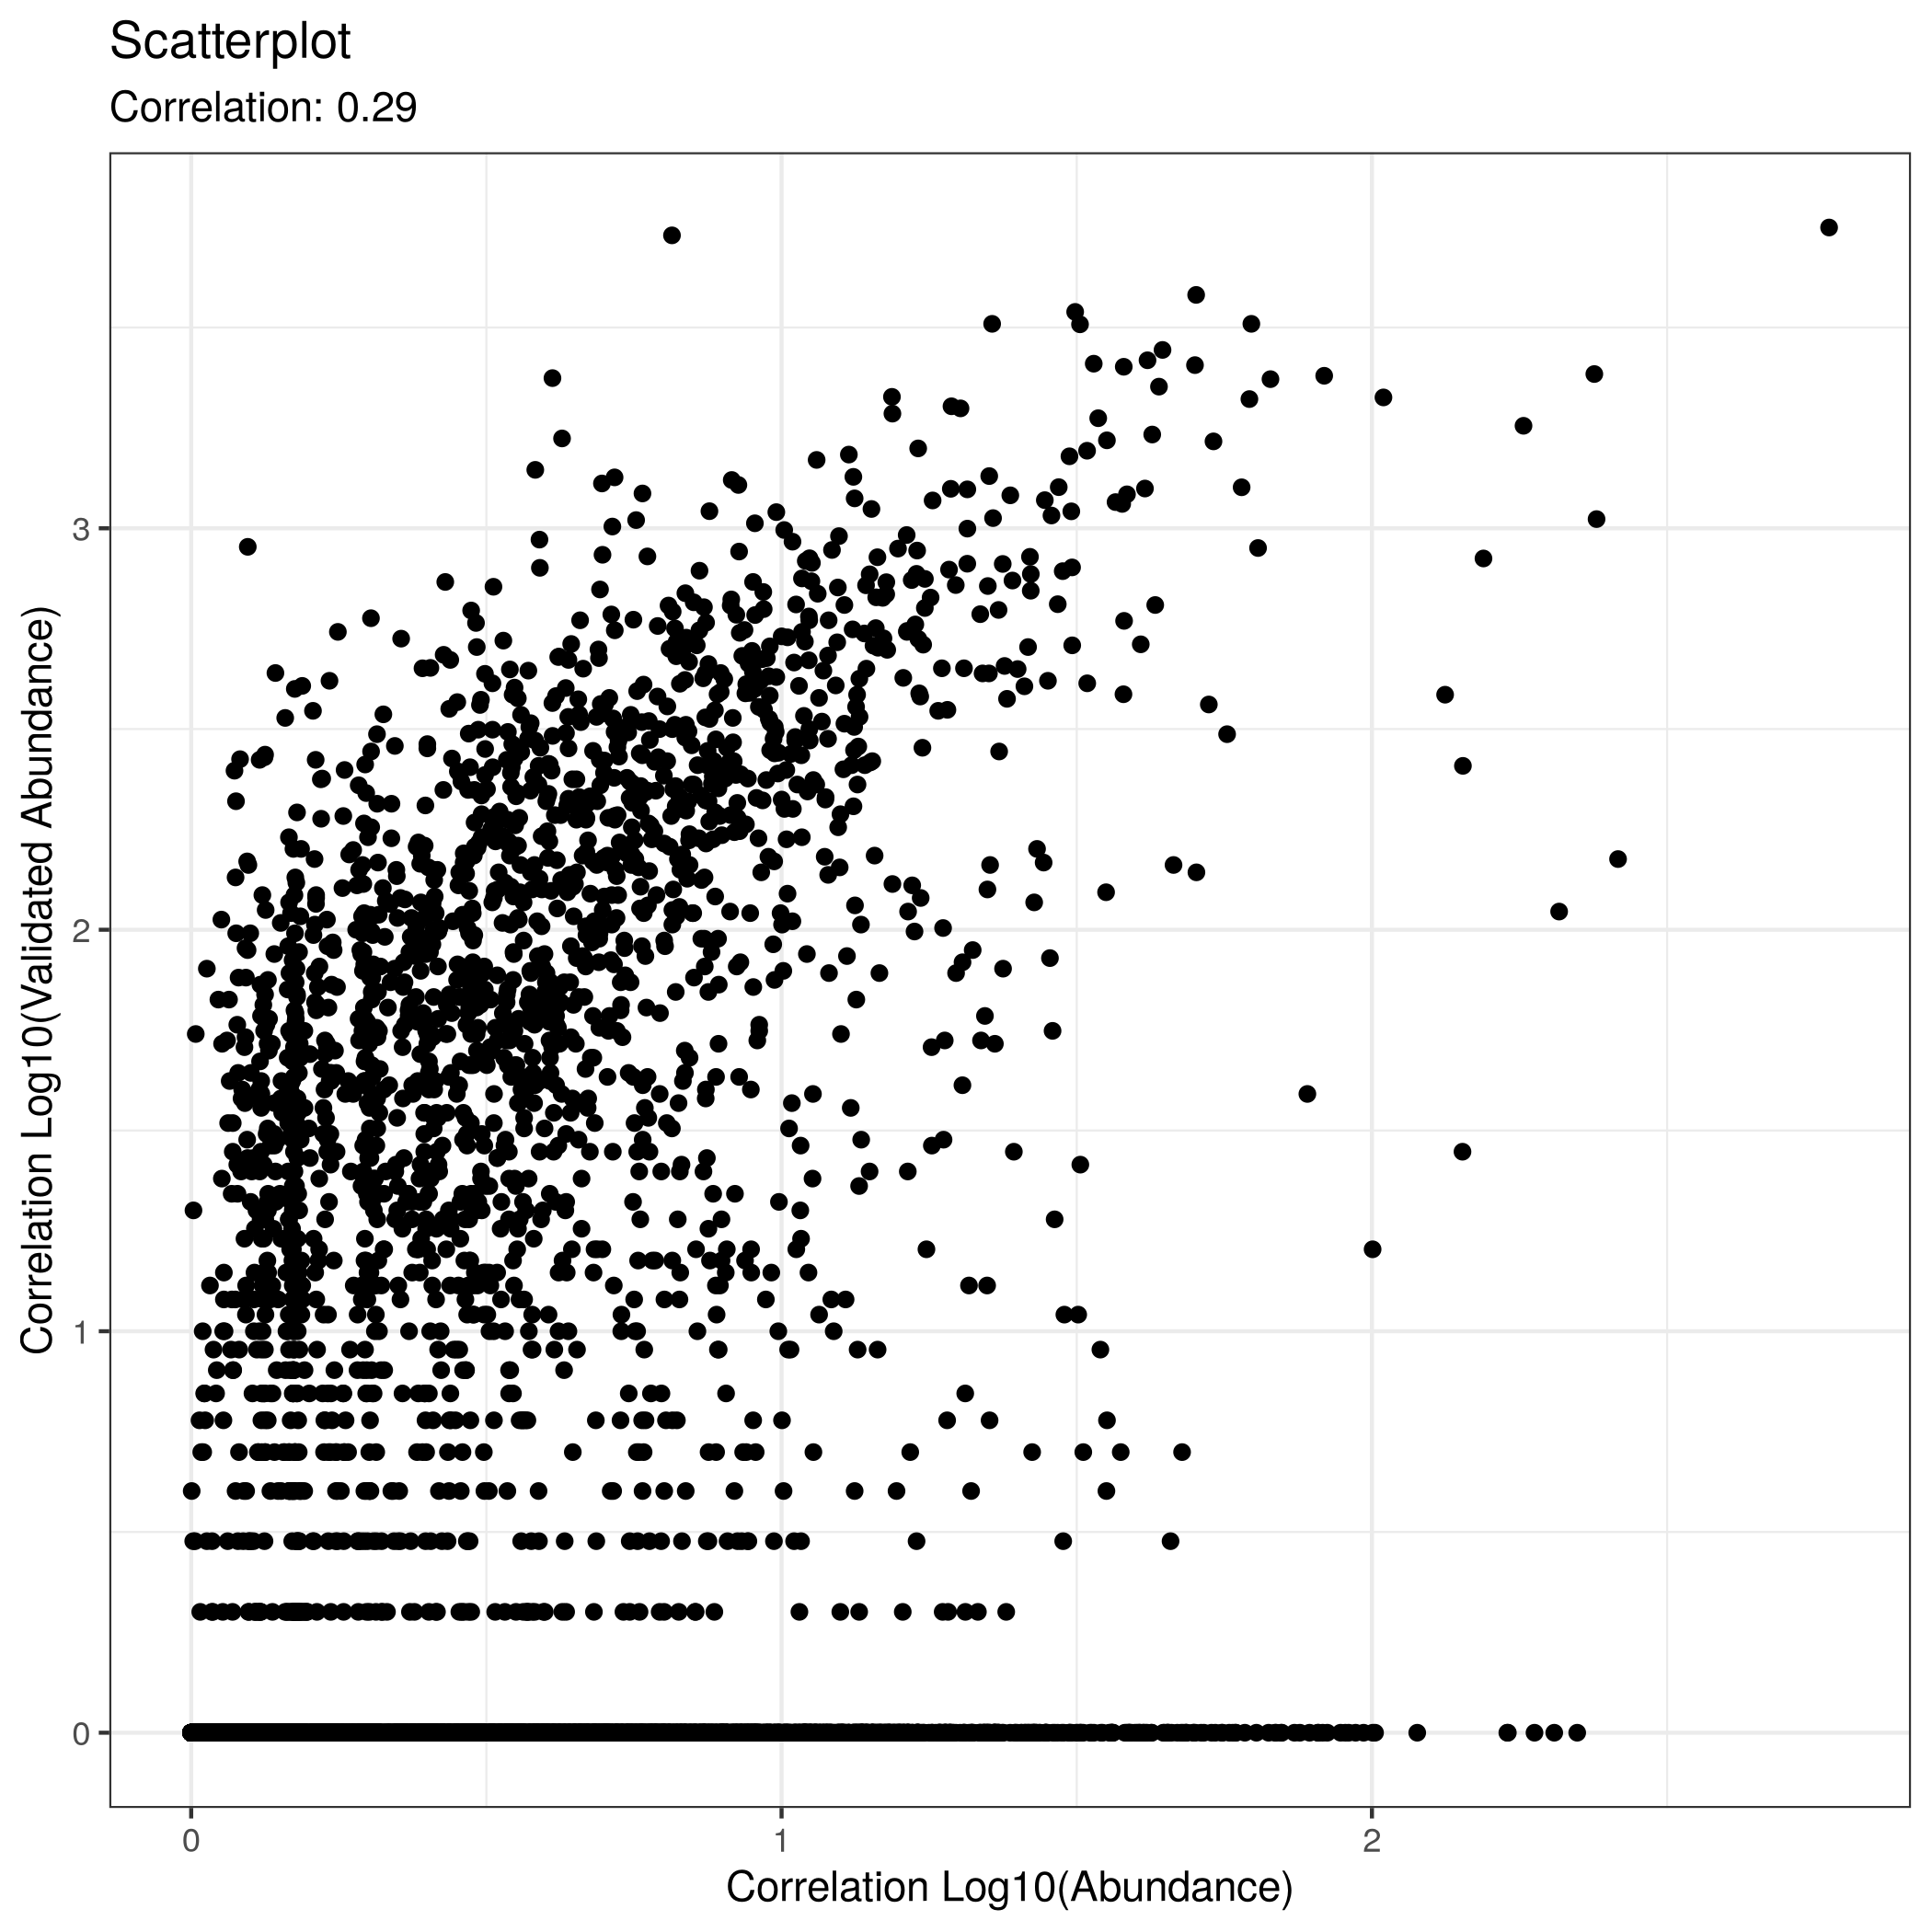 Scatterplot
Correlation: 0.29
Correlation Log10(Validated Abundance)
3
2
1
0
0
1
2
Correlation Log10(Abundance)